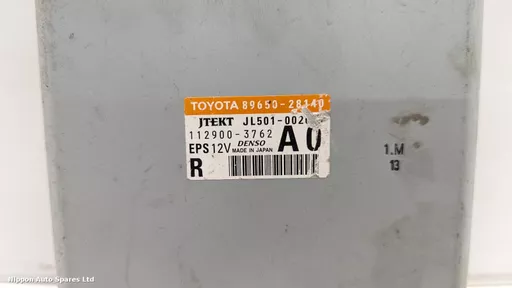 TOYOTA 89650-28140
JTEKT JL501-002
112900-3762 DENSO A0
EPS 12V MADE IN JAPAN
R
1.M
13
Nippon Auto Spares Ltd